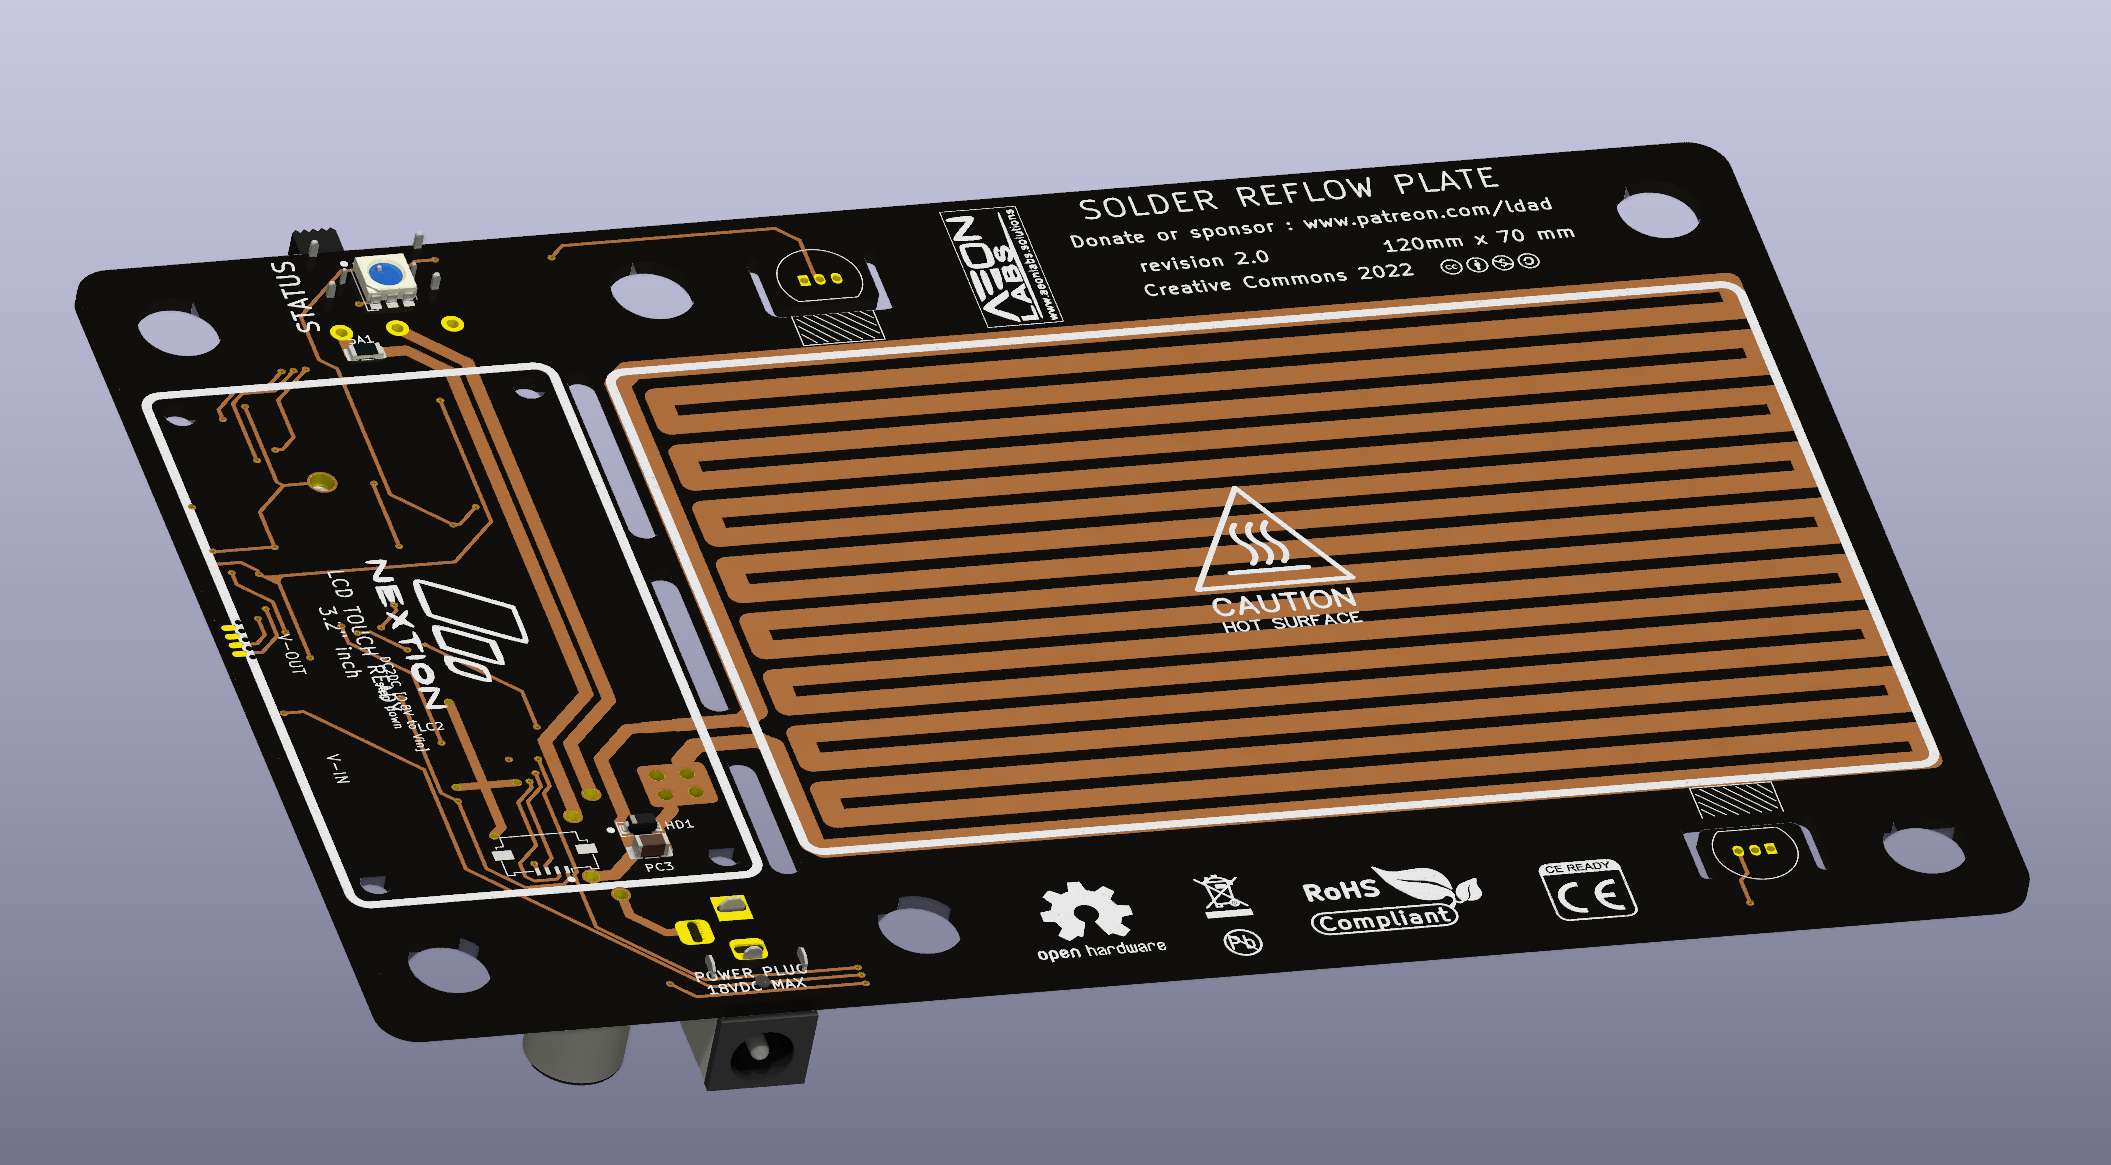 SOLDER REFLOW PLATE
Donate or sponsor : www.patreon.com/ldad
revision 2.0
120mm x 70 mm
Creative Commons 2022
AEON
LABS
www.aeonlabs.solutions
STATUS
NEXTION
LCD TOUCH READY
3.2" inch
V-OUT
V-IN
LC2
HD1
PC3
POWER PLUG
18VDC MAX
CAUTION
HOT SURFACE
open hardware
Pb
RoHS
Compliant
CE READY
CE